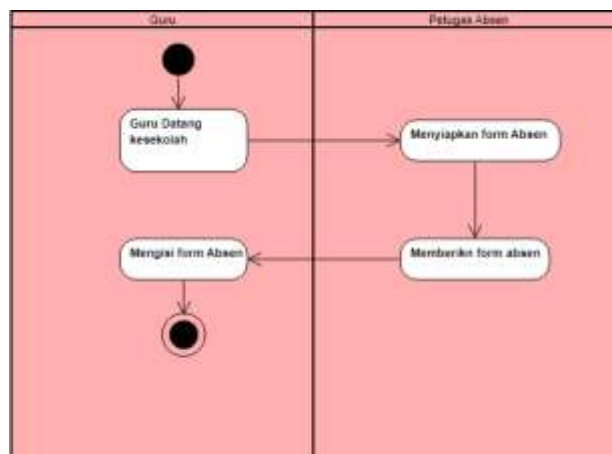 Guru
Petugas Absen
Guru Datang
kesekolah
Menyiapkan form Absen
Mengisi form Absen
Memberikn form absen